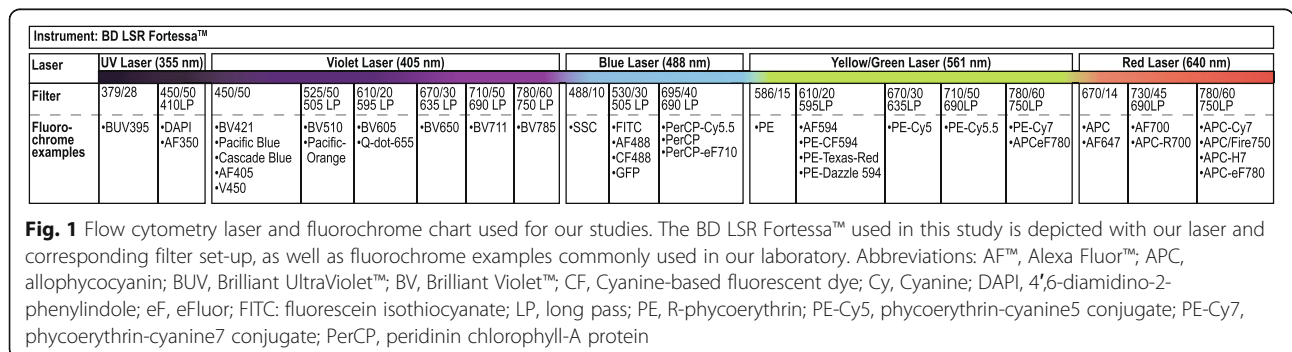 Instrument: BD LSR Fortessa™
Laser UV Laser (355 nm) Violet Laser (405 nm) Blue Laser (488 nm) Yellow/Green Laser (561 nm) Red Laser (640 nm)
Filter 379/28 450/50 450/50 525/50 610/20 670/30 710/50 780/60 488/10 530/30 695/40 586/15 610/20 670/30 710/50 780/60 670/14 730/45 780/60
410LP 505 LP 595 LP 635 LP 690 LP 750 LP 505 LP 690 LP 595LP 635LP 690LP 750LP 690LP 750LP
Fluoro- •BUV395 •DAPI •BV421 •BV510 •BV605 •BV650 •BV711 •BV785 •SSC •FITC •PerCP-Cy5.5 •PE •AF594 •PE-Cy5 •PE-Cy5.5 •PE-Cy7 •APC •AF700 •APC-Cy7
chrome •AF350 •Pacific Blue •Pacific- •Q-dot-655 •AF488 •PerCP •PE-CF594 •APCeF780 •AF647 •APC-R700 •APC/Fire750
examples •Cascade Blue Orange •CF488 •PerCP-eF710 •PE-Texas-Red •APC-H7
•AF405 •GFP •PE-Dazzle 594 •APC-eF780
•V450
Fig. 1 Flow cytometry laser and fluorochrome chart used for our studies. The BD LSR Fortessa™ used in this study is depicted with our laser and
corresponding filter set-up, as well as fluorochrome examples commonly used in our laboratory. Abbreviations: AF™, Alexa Fluor™; APC,
allophycocyanin; BUV, Brilliant UltraViolet™; BV, Brilliant Violet™; CF, Cyanine-based fluorescent dye; Cy, Cyanine; DAPI, 4′,6-diamidino-2-
phenylindole; eF, eFluor; FITC: fluorescein isothiocyanate; LP, long pass; PE, R-phycoerythrin; PE-Cy5, phycoerythrin-cyanine5 conjugate; PE-Cy7,
phycoerythrin-cyanine7 conjugate; PerCP, peridinin chlorophyll-A protein